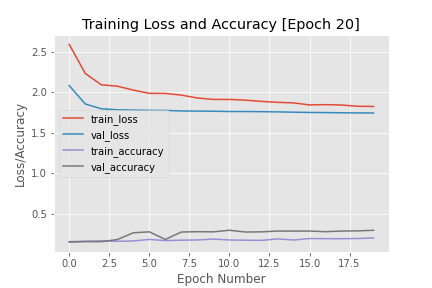 Training Loss and Accuracy [Epoch 20]
2.5
2.0
1.5
1.0
0.5
Loss/Accuracy
train_loss
val_loss
train_accuracy
val_accuracy
0.0 2.5 5.0 7.5 10.0 12.5 15.0 17.5
Epoch Number